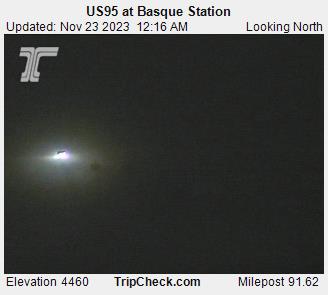 US95 at Basque Station
Updated: Nov 23 2023 12:16 AM Looking North
Elevation 4460 TripCheck.com Milepost 91.62